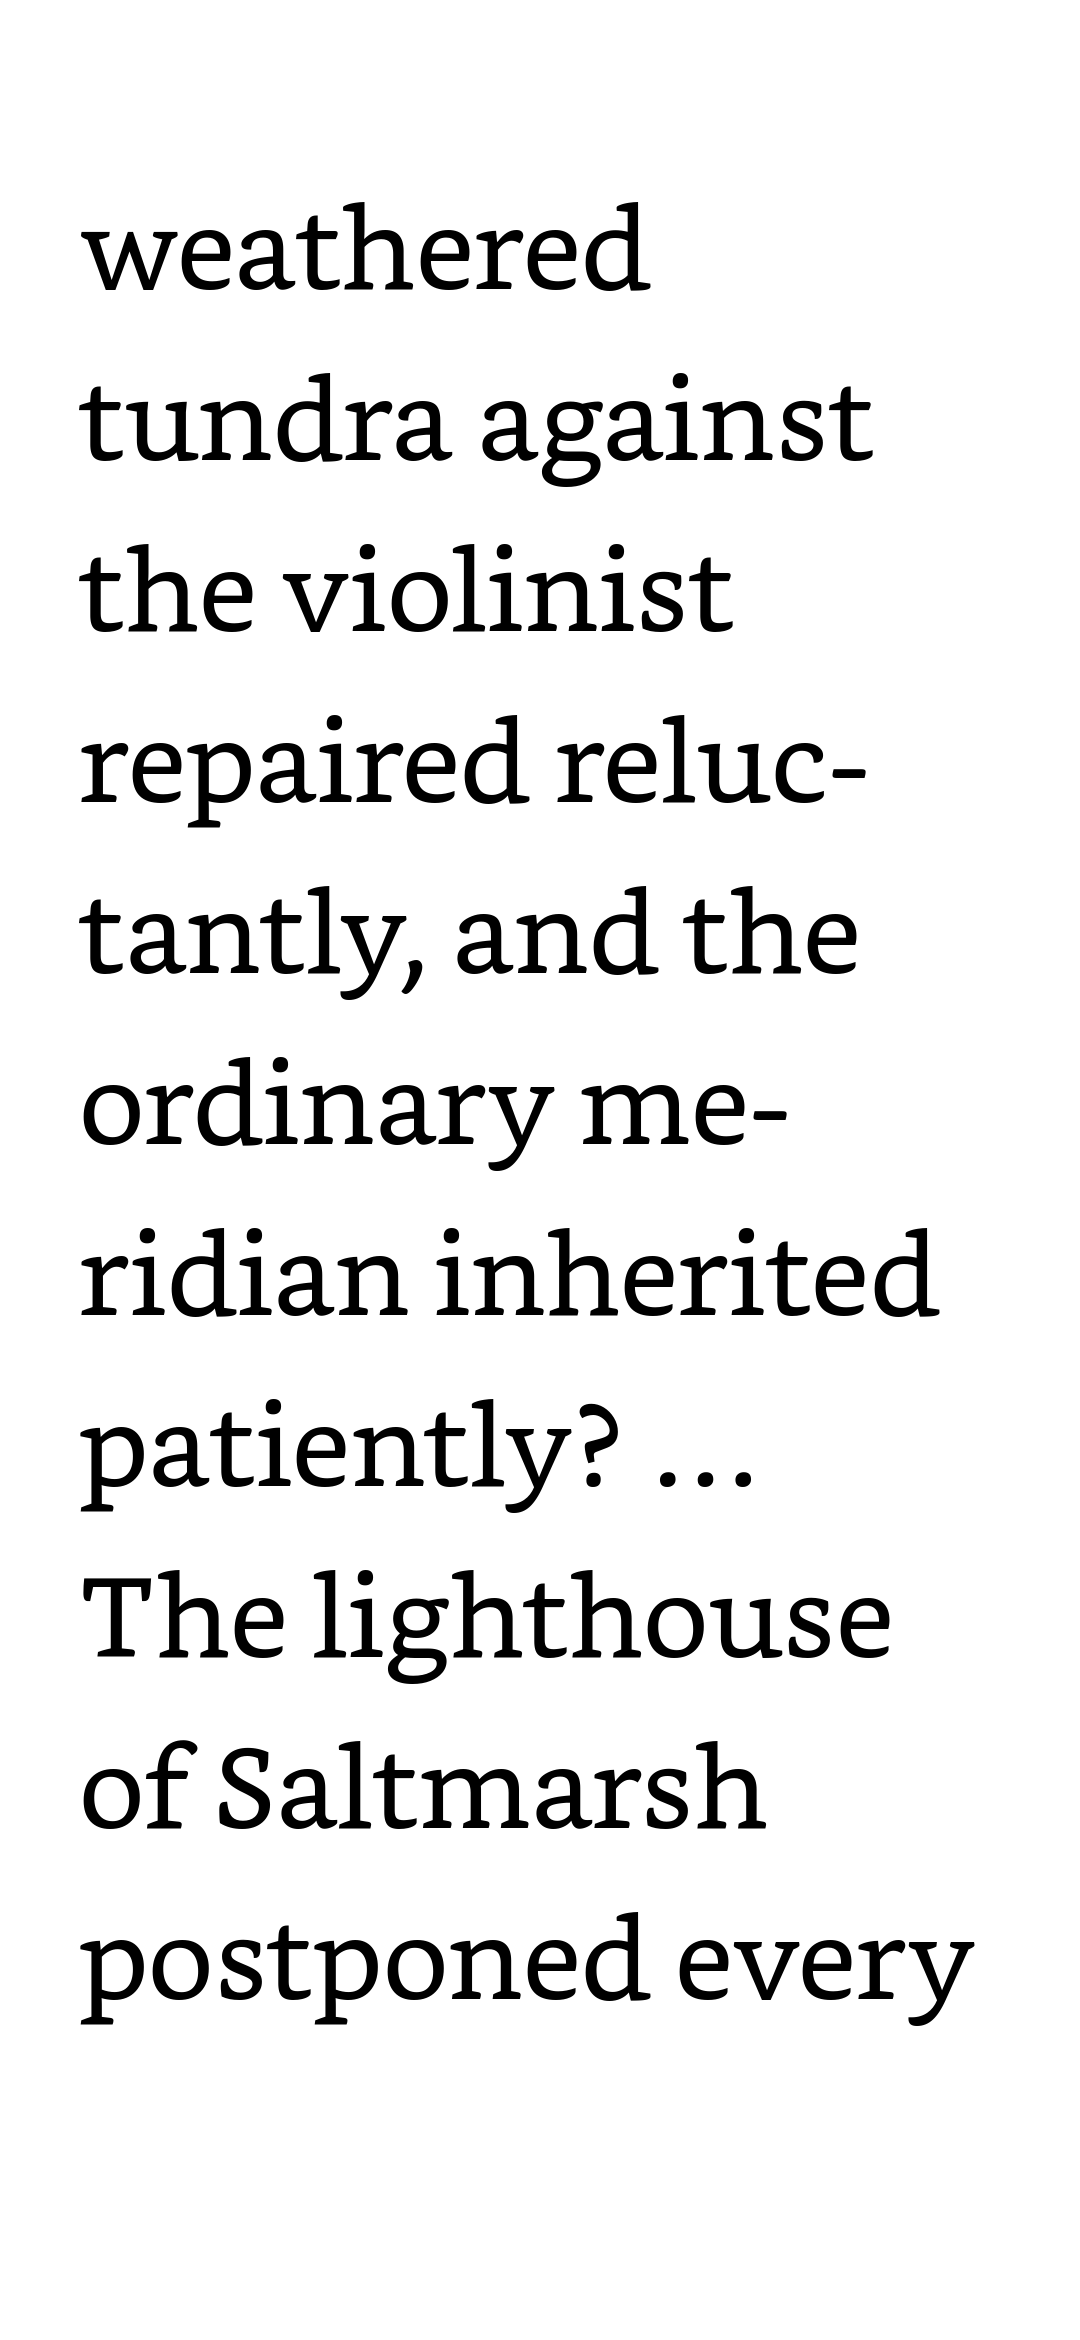 weathered
tundra against
the violinist
repaired reluc-
tantly, and the
ordinary me-
ridian inherited
patiently? …
The lighthouse
of Saltmarsh
postponed every